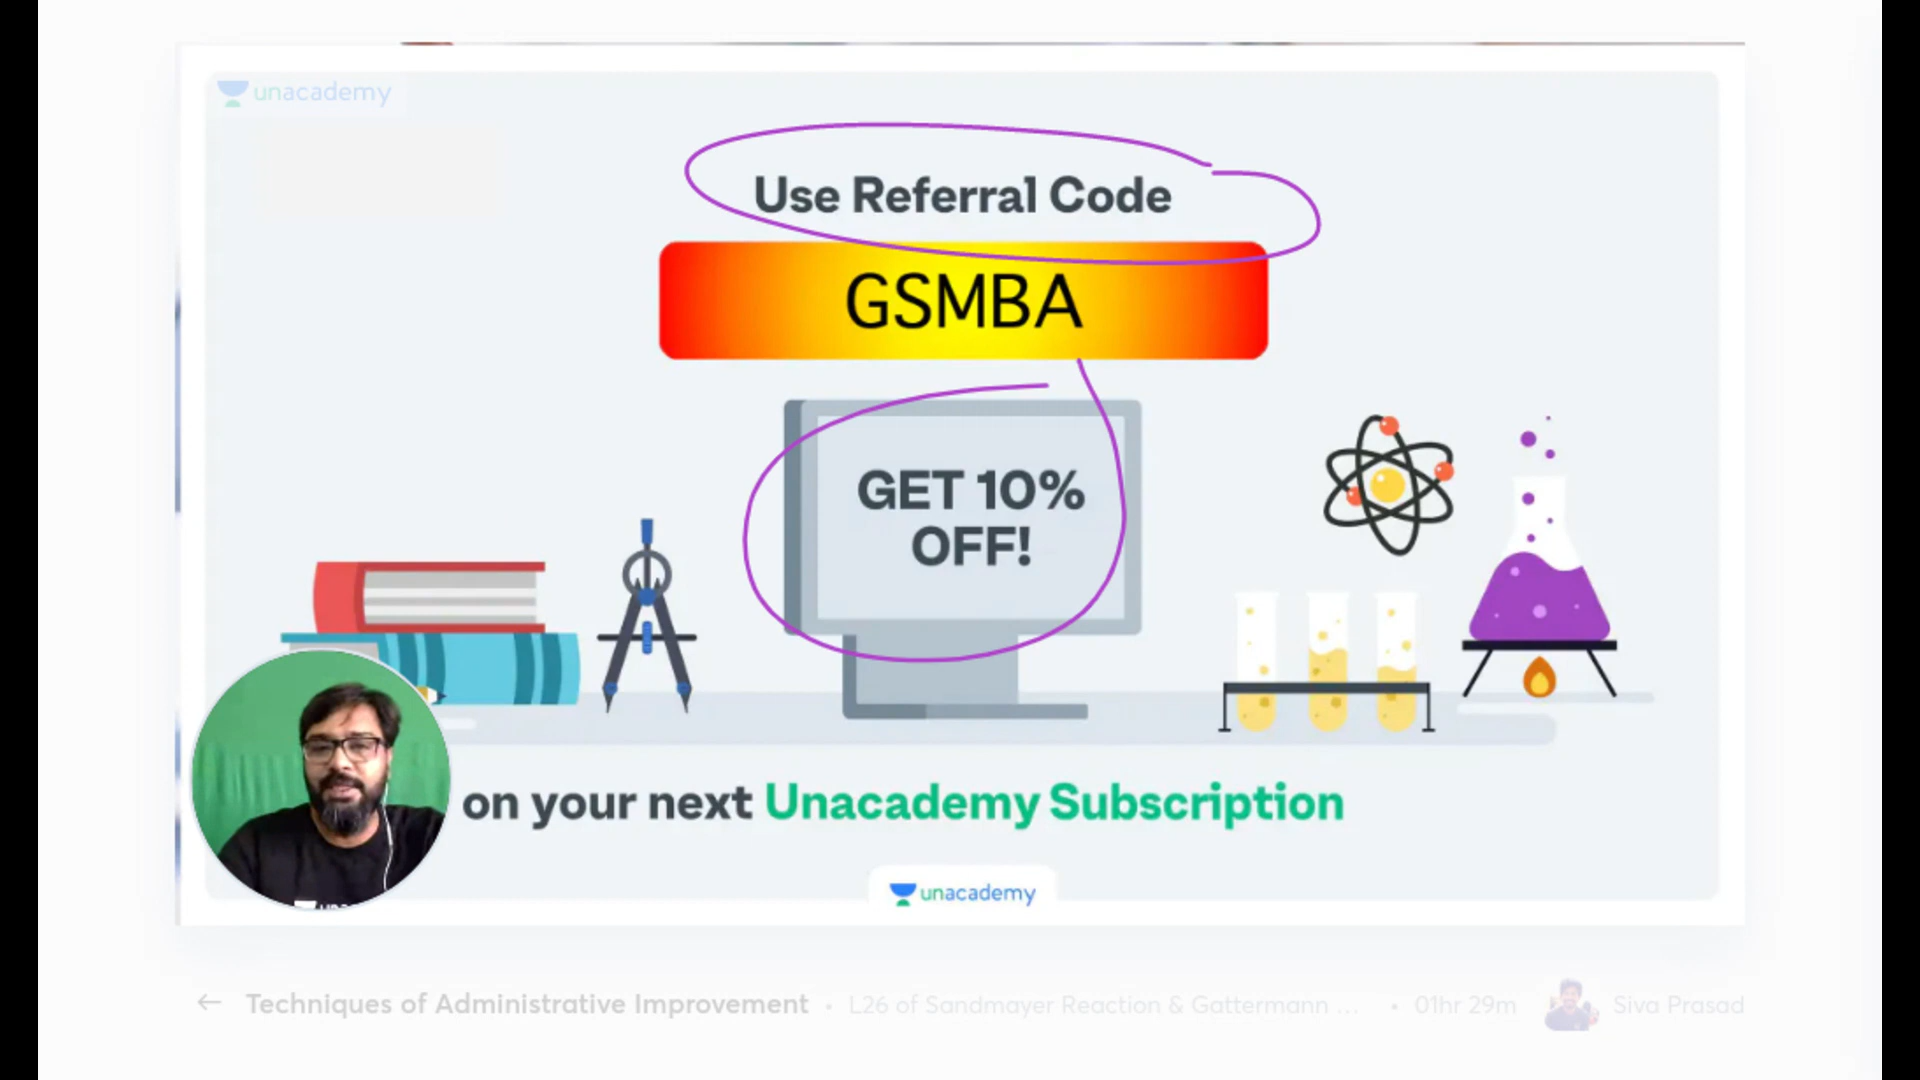 unacademy
Use Referral Code
GSMBA
GET 10%
OFF!
on your next Unacademy Subscription
unacademy
← Techniques of Administrative Improvement • L26 of Sandmayer Reaction & Gattermann ... • 01hr 29m Siva Prasad